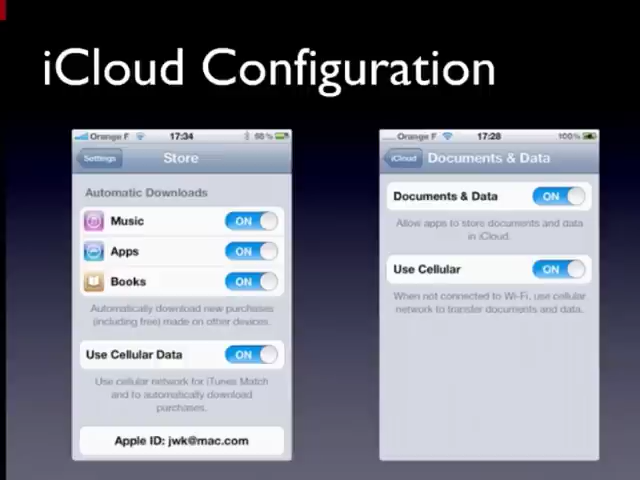 iCloud Configuration
Orange F 17:34 68%
Settings Store
Automatic Downloads
Music ON
Apps ON
Books ON
Automatically download new purchases
(including free) made on other devices.
Use Cellular Data ON
Use cellular network for iTunes Match
and to automatically download
purchases.
Apple ID: jwk@mac.com
Orange F 17:28 100%
iCloud Documents & Data
Documents & Data ON
Allow apps to store documents and data
in iCloud.
Use Cellular ON
When not connected to Wi-Fi, use cellular
network to transfer documents and data.